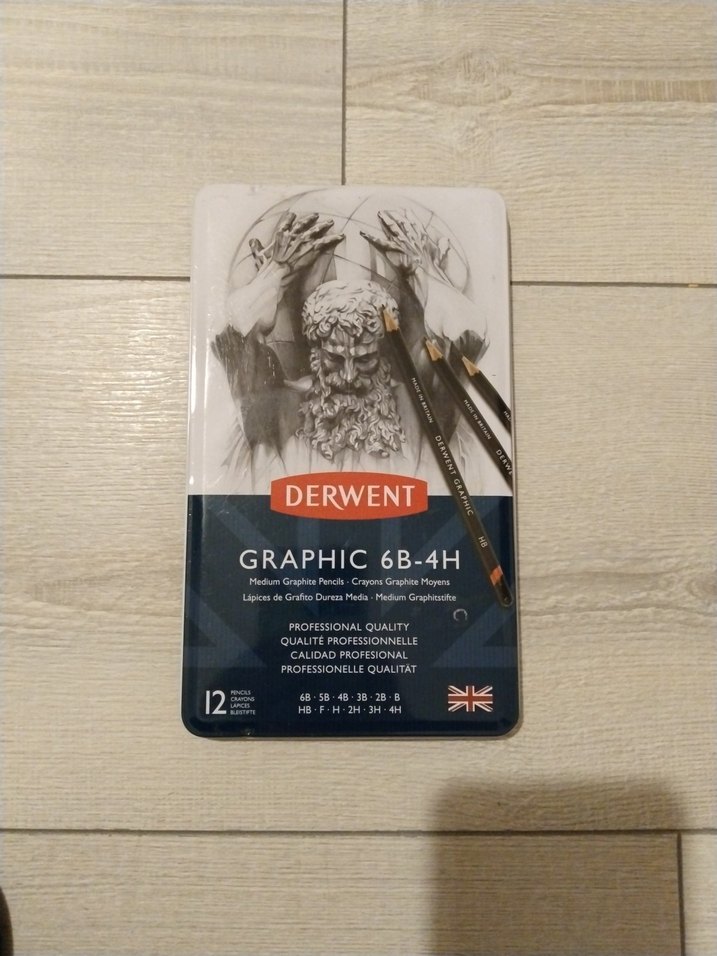 MADE IN BRITAIN DERWENT GRAPHIC HB
MADE IN BRITAIN DERWE
DERWENT
GRAPHIC 6B-4H
Medium Graphite Pencils · Crayons Graphite Moyens
Lápices de Grafito Dureza Media · Medium Graphitstifte
PROFESSIONAL QUALITY
QUALITÉ PROFESSIONNELLE
CALIDAD PROFESIONAL
PROFESSIONELLE QUALITÄT
12
PENCILS
CRAYONS
LÁPICES
BLEISTIFTE
6B · 5B · 4B · 3B · 2B · B
HB · F · H · 2H · 3H · 4H